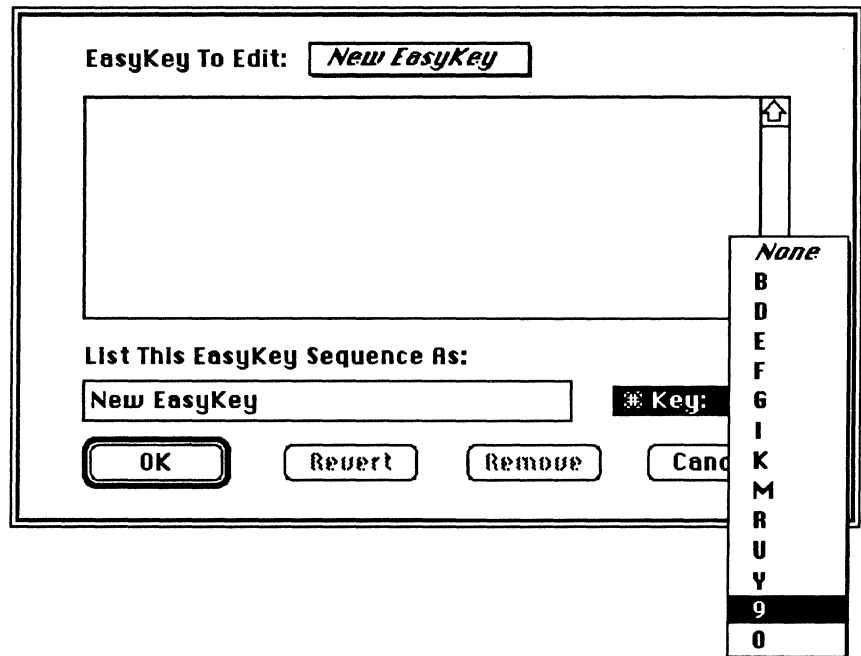 EasyKey To Edit: New EasyKey
None
B
D
E
F
G
I
K
M
R
U
Y
9
0
List This EasyKey Sequence As:
New EasyKey
⌘ Key:
OK
Revert
Remove
Canc